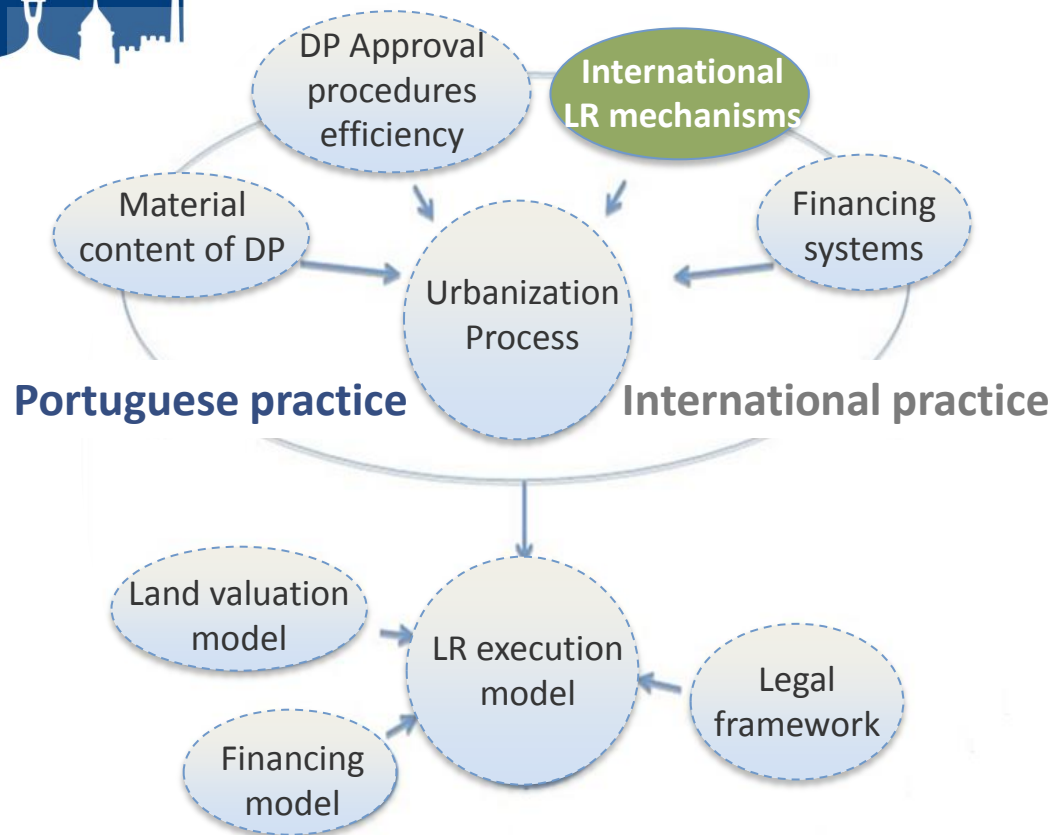 DP Approval
procedures
efficiency
International
LR mechanisms
Material
content of DP
Financing
systems
Urbanization
Process
Portuguese practice
International practice
Land valuation
model
LR execution
model
Legal
framework
Financing
model